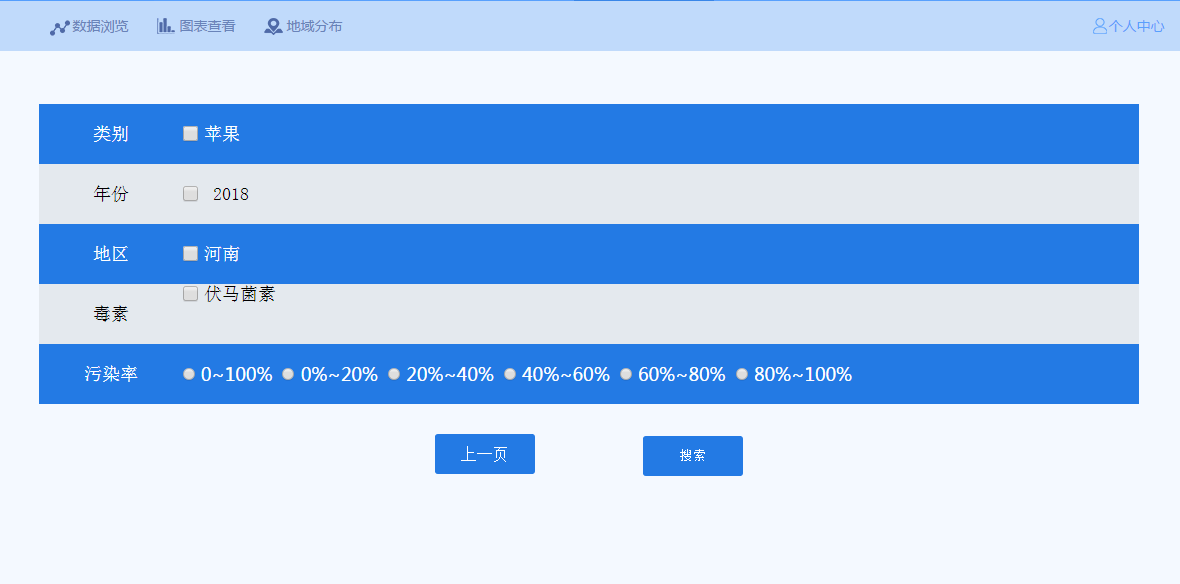 数据浏览 图表查看 地域分布 个人中心
类别 苹果
年份 2018
地区 河南
毒素 伏马菌素
污染率 0~100% 0%~20% 20%~40% 40%~60% 60%~80% 80%~100%
上一页 搜索